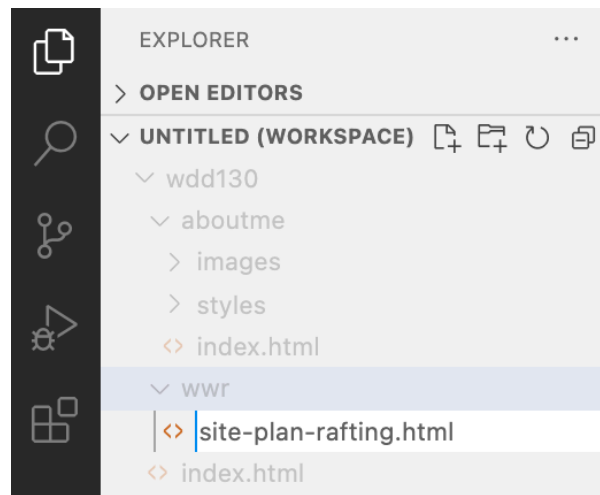 EXPLORER
OPEN EDITORS
UNTITLED (WORKSPACE)
wdd130
aboutme
images
styles
index.html
wwr
site-plan-rafting.html
index.html